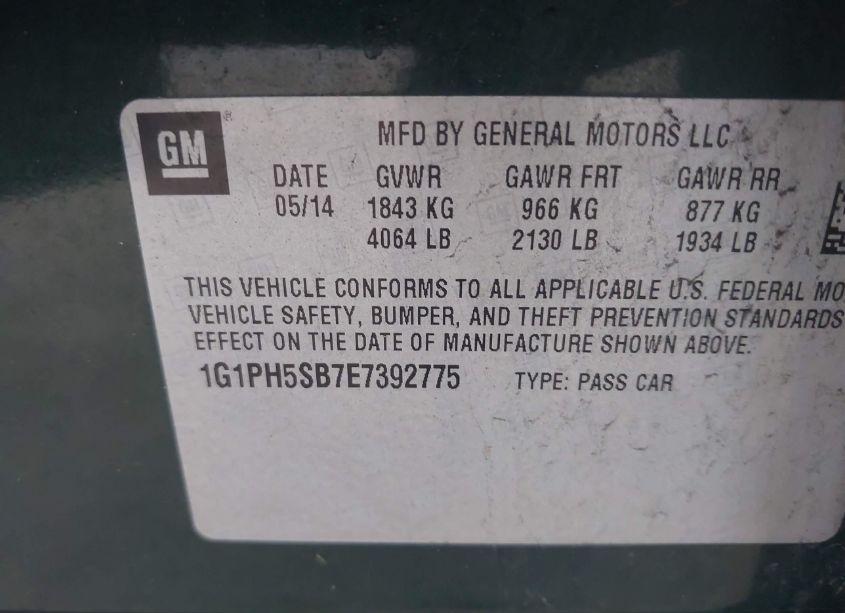 GM ®
MFD BY GENERAL MOTORS LLC
DATE GVWR GAWR FRT GAWR RR
05/14 1843 KG 966 KG 877 KG
4064 LB 2130 LB 1934 LB
THIS VEHICLE CONFORMS TO ALL APPLICABLE U.S. FEDERAL MO
VEHICLE SAFETY, BUMPER, AND THEFT PREVENTION STANDARDS
EFFECT ON THE DATE OF MANUFACTURE SHOWN ABOVE.
1G1PH5SB7E7392775 TYPE: PASS CAR